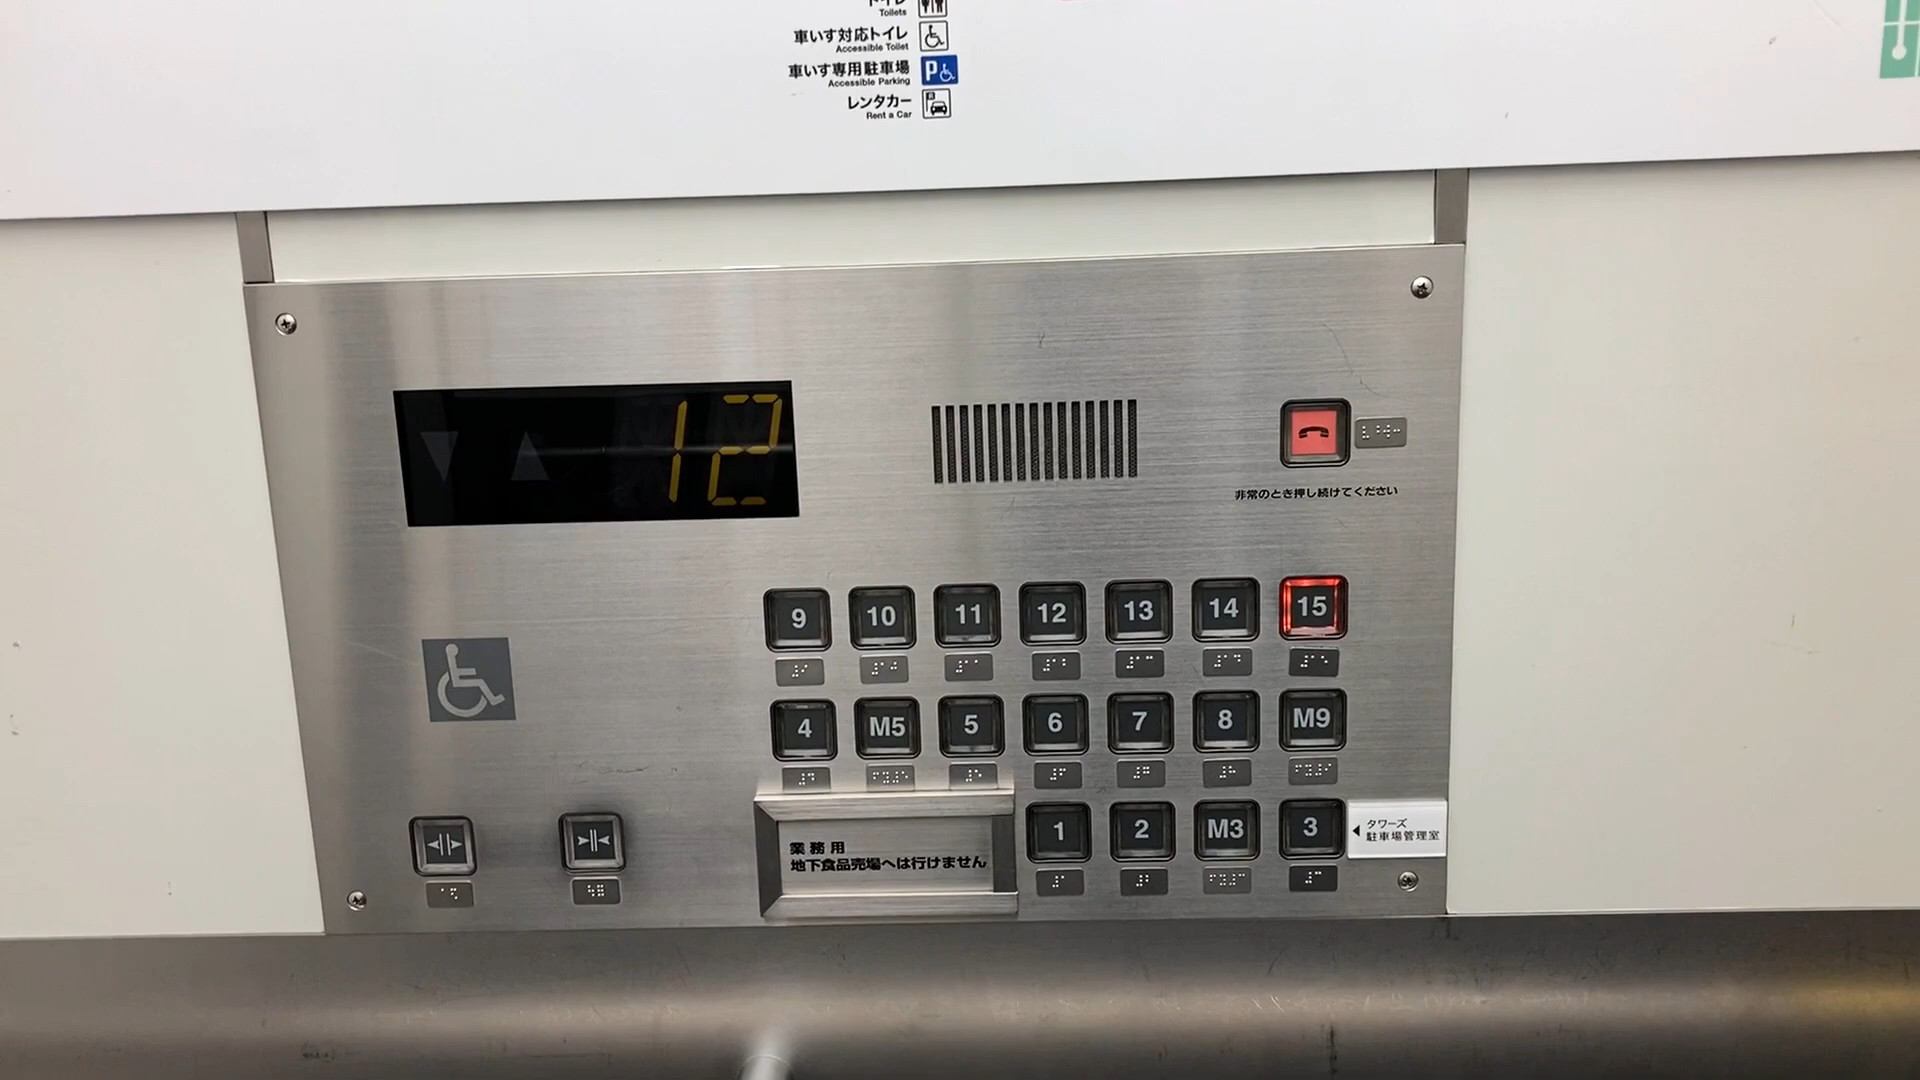 トイレ
Toilets
車いす対応トイレ
Accessible Toilet
車いす専用駐車場
Accessible Parking
P
レンタカー
Rent a Car
12
非常のとき押し続けてください
9 10 11 12 13 14 15
4 M5 5 6 7 8 M9
1 2 M3 3
タワーズ
駐車場管理室
業務用
地下食品売場へは行けません